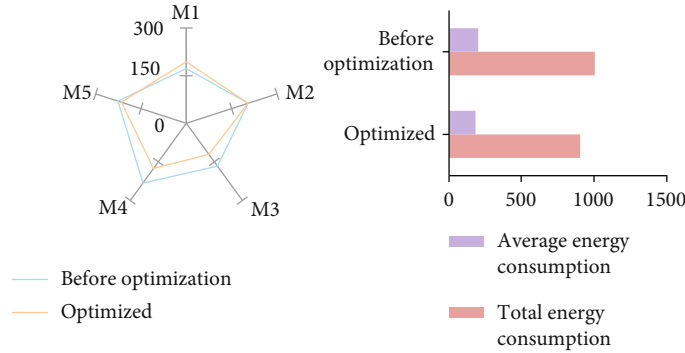 M1
300
150
0
M5
M2
M4
M3
Before optimization
Optimized
Before
optimization
Optimized
0
500
1000
1500
Average energy
consumption
Total energy
consumption